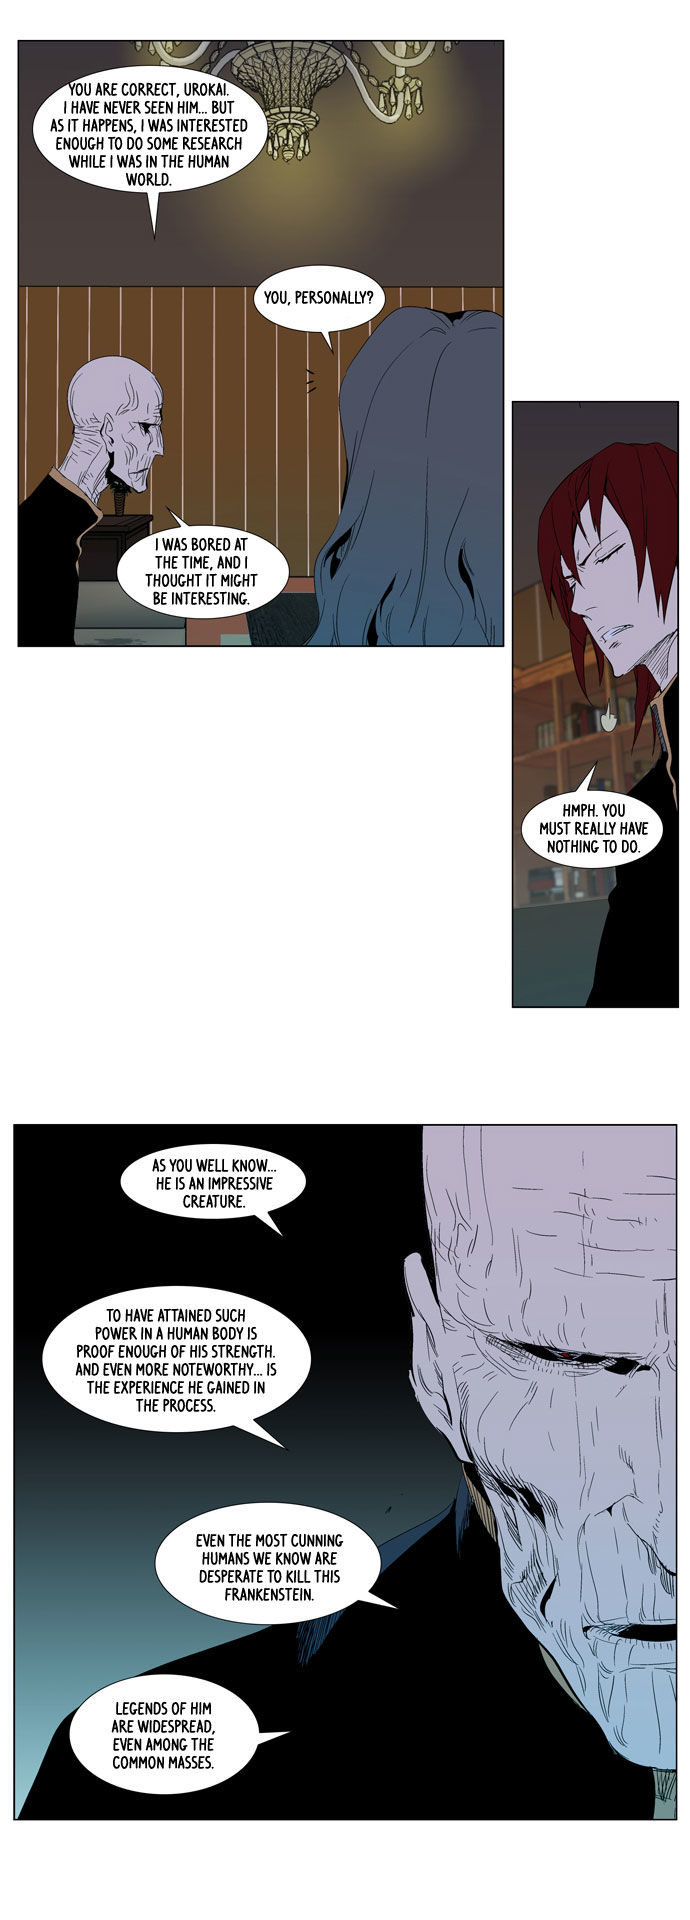 YOU ARE CORRECT, UROKAI.
I HAVE NEVER SEEN HIM... BUT
AS IT HAPPENS, I WAS INTERESTED
ENOUGH TO DO SOME RESEARCH
WHILE I WAS IN THE HUMAN
WORLD.
YOU, PERSONALLY?
I WAS BORED AT
THE TIME, AND I
THOUGHT IT MIGHT
BE INTERESTING.
HMPH. YOU
MUST REALLY HAVE
NOTHING TO DO.
AS YOU WELL KNOW...
HE IS AN IMPRESSIVE
CREATURE.
TO HAVE ATTAINED SUCH
POWER IN A HUMAN BODY IS
PROOF ENOUGH OF HIS STRENGTH.
AND EVEN MORE NOTEWORTHY... IS
THE EXPERIENCE HE GAINED IN
THE PROCESS.
EVEN THE MOST CUNNING
HUMANS WE KNOW ARE
DESPERATE TO KILL THIS
FRANKENSTEIN.
LEGENDS OF HIM
ARE WIDESPREAD,
EVEN AMONG THE
COMMON MASSES.